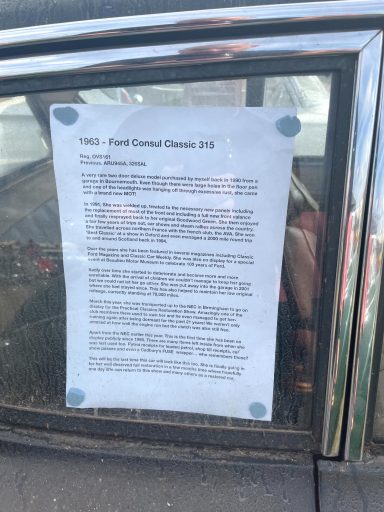 1963 - Ford Consul Classic 315
Reg. OVS161
Previous. ARU945A, 326SAL
A very rare two door deluxe model purchased by myself back in 1990 from a
garage in Bournemouth. Even though there were large holes in the floor pan
and one of the headlights was hanging off through excessive rust, she came
with a brand new MOT!
In 1991, She was welded up, treated to the necessary new panels including
the replacement of most of the front end including a full new front valance
and finally resprayed back to her original Goodwood Green. She then enjoyed
a few years of trips out, car shows and steam rallies across the country.
She travelled across northern France with the french club, the AVA. She won
'Best Classic' at a show in Oxford and even managed a 2000 mile round trip
to and around Scotland back in 1994.
Over the years she has been featured in several magazines including Classic
Ford Magazine and Classic Car Weekly. She was also on display for a special
event at Beaulieu Motor Museum to celebrate 100 years of Ford.
Sadly over time she started to deteriorate and became more and more
unreliable. With the arrival of children we couldn't manage to keep her going
but we could not let her go either. She was put away into the garage in 2001
where she had stayed since. This has also helped to maintain her low original
mileage, currently standing at 70,000 miles.
March this year, she was transported up to the NEC in Birmingham to go on
display for the Practical Classics Restoration Show. Amazingly one of the
club members there used to own her and he even managed to get her
running again after being dormant for the past 21 years! We weren't only
amazed at how well the engine ran but the clutch was also still free.
Apart from the NEC earlier this year. This is the first time she has been on
display publicly since 2000. There are many items left inside from when she
was last used too. Fynca receipts for leaded petrol, shop till receipts, car
show passes and even a Cadbury's FUSE wrapper... who remembers those?
This will be the last time this car will look like this too. She is finally going in
for her well deserved full restoration in a few months time where hopefully
one day she can return to this show and many others as a restored car.